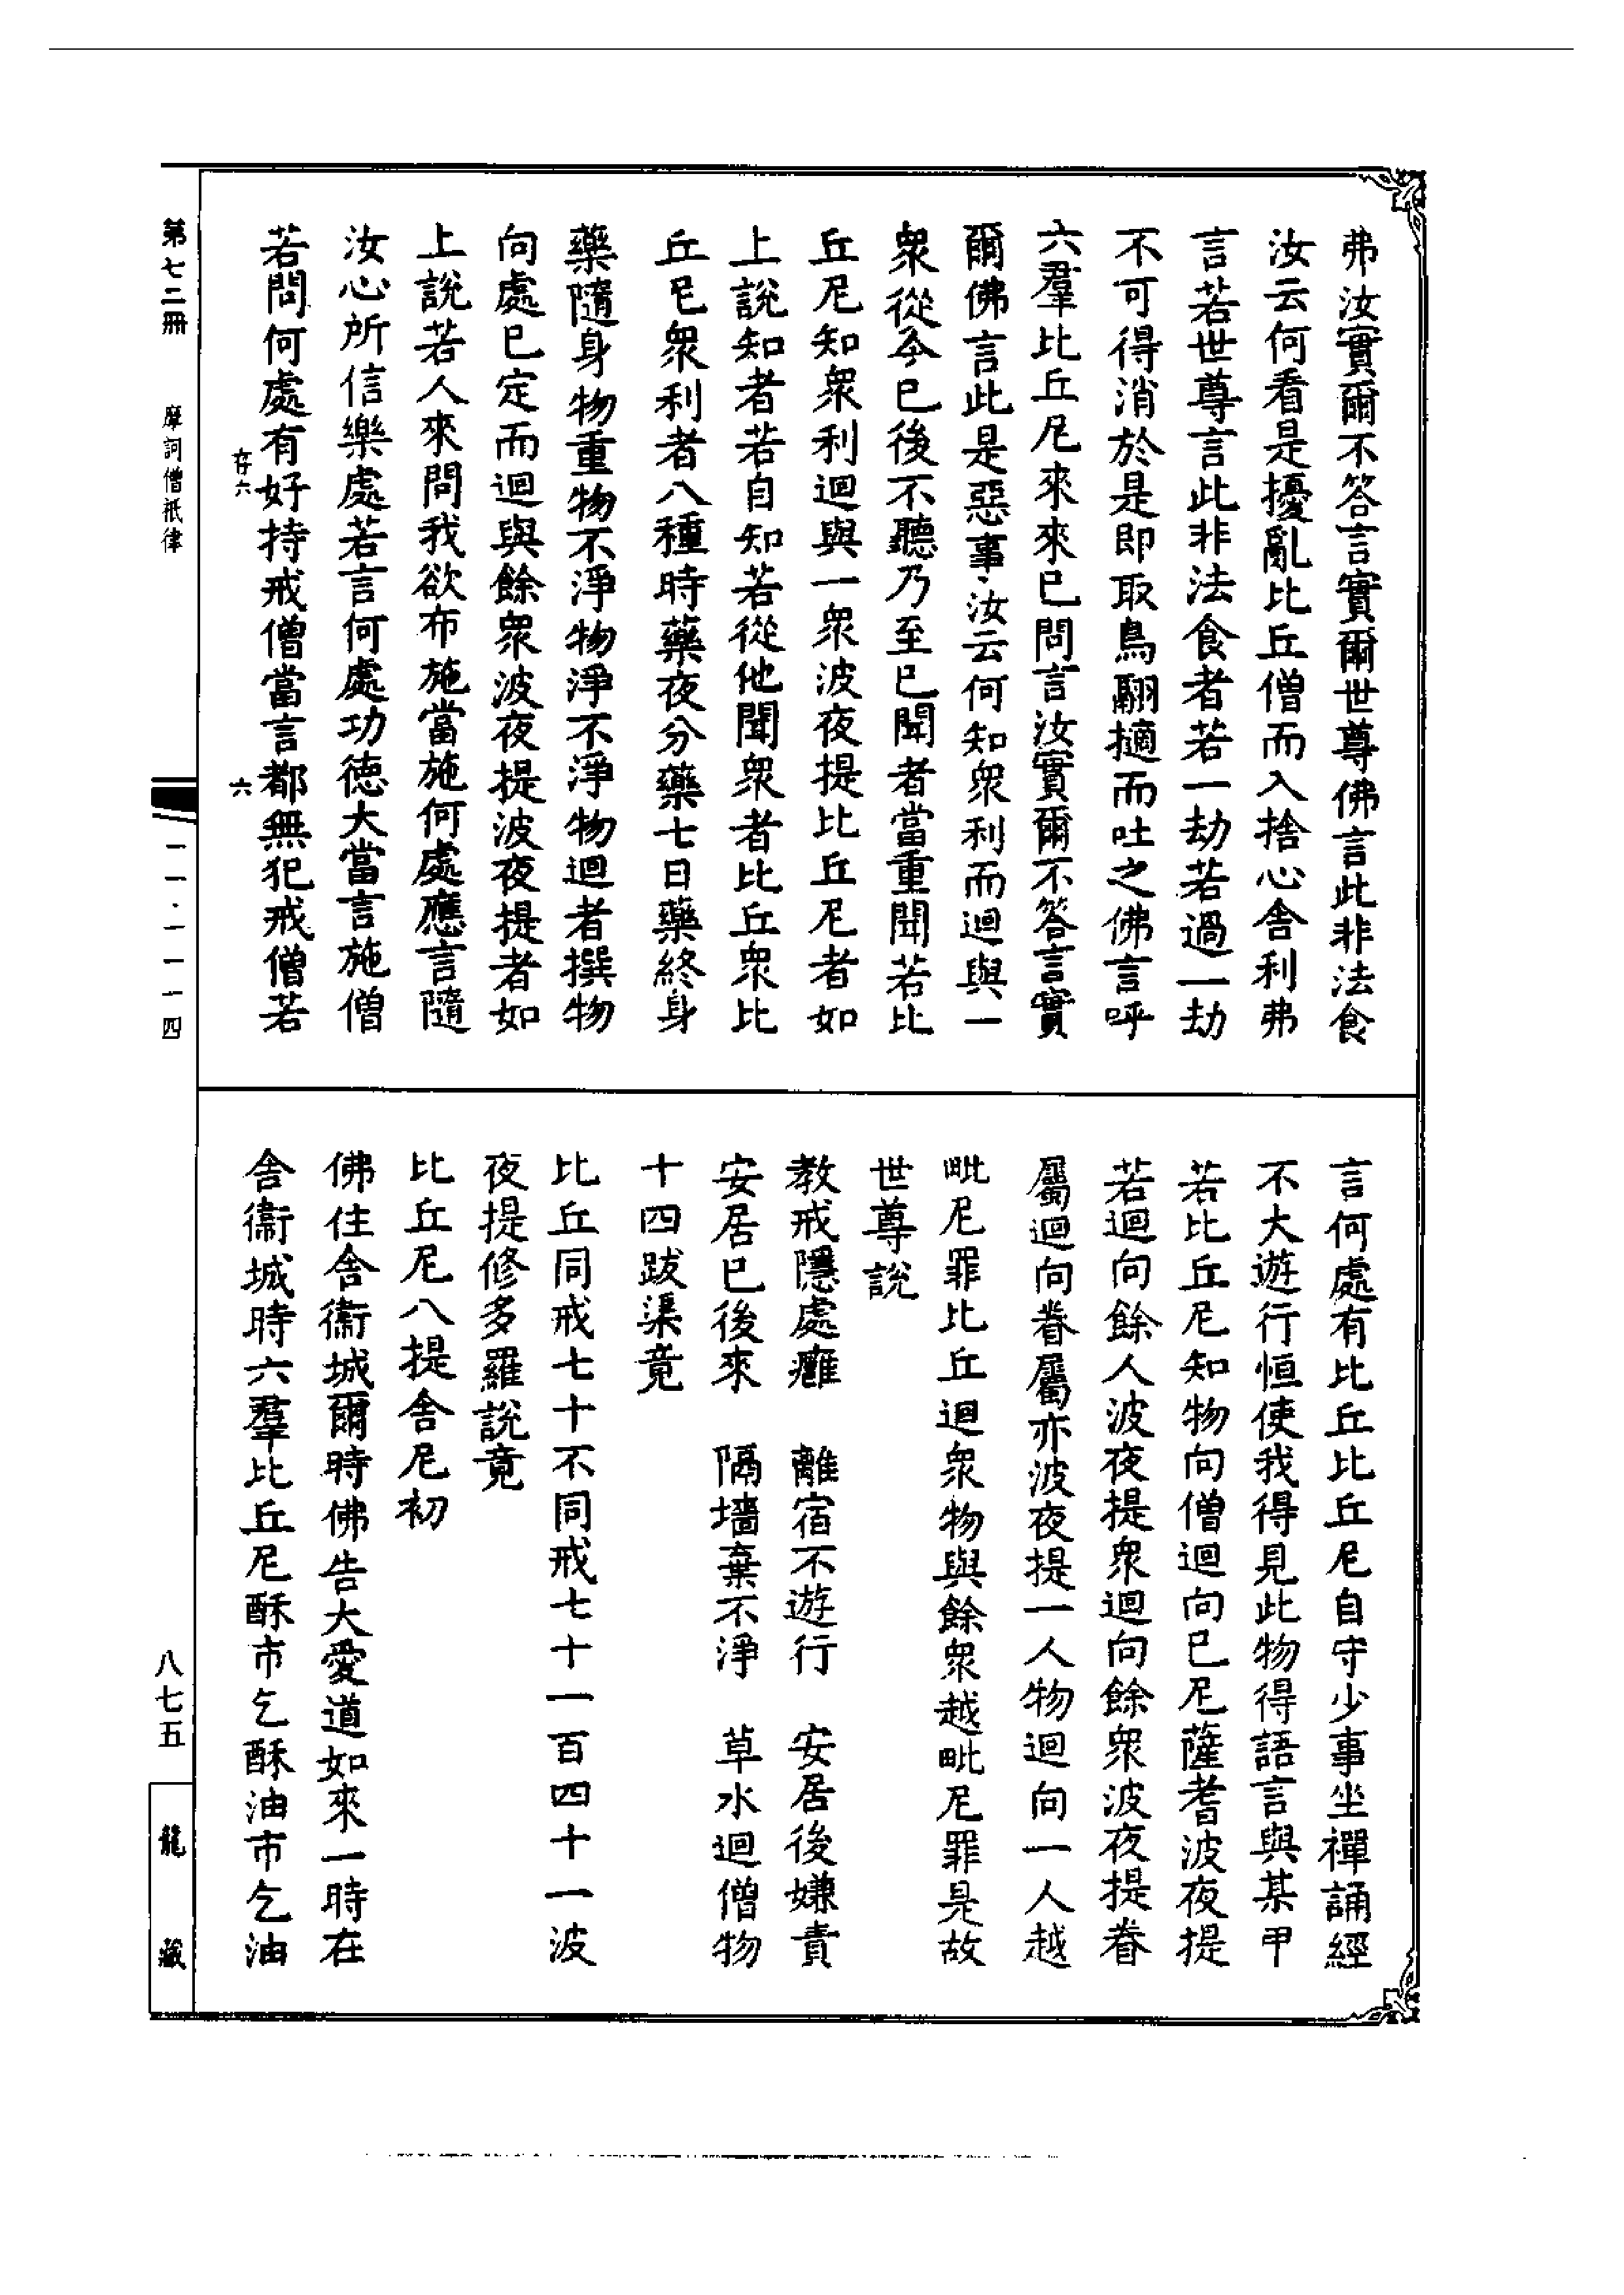 弗汝實爾不答言實爾世尊佛言此非法食
汝云何看是擾亂比丘僧而入捨心舍利弗
言若世尊言此非法食者若一劫若過一劫
不可得消於是即取鳥翮擿而吐之佛言呼
六羣比丘尼來來已問言汝實爾不答言實
爾佛言此是惡事汝云何知衆利而迴與一
衆從今已後不聽乃至已聞者當重聞若比
丘尼知衆利迴與一衆波夜提比丘尼者如
上說知者若自知若從他聞衆者比丘衆比
丘尼衆利者八種時藥夜分藥七日藥終身
藥隨身物重物不淨物淨不淨物迴者撰物
向處已定而迴與餘衆波夜提波夜提者如
上說若人來問我欲布施當施何處應言隨
汝心所信樂處若言何處功德大當言施僧
若問何處有好持戒僧當言都無犯戒僧若
存六
六
第七二冊
摩訶僧祇律
一一一·一一一四
言何處有比丘比丘尼自守少事坐禪誦經
不大遊行恒使我得見此物得語言與某甲
若比丘尼知物向僧迴向已尼薩耆波夜提
若迴向餘人波夜提衆迴向餘衆波夜提眷
屬迴向眷屬亦波夜提一人物迴向一人越
毗尼罪比丘迴衆物與餘衆越毗尼罪是故
世尊說
教戒隱處癰　離宿不遊行　安居後嫌責
安居已後來　隔墻棄不淨　草水迴僧物
十四跋渠竟
比丘同戒七十不同戒七十一百四十一波
夜提修多羅說竟
比丘尼八提舍尼初
佛住舍衞城爾時佛告大愛道如來一時在
舍衞城時六羣比丘尼酥市乞酥油市乞油
八七五
龍藏